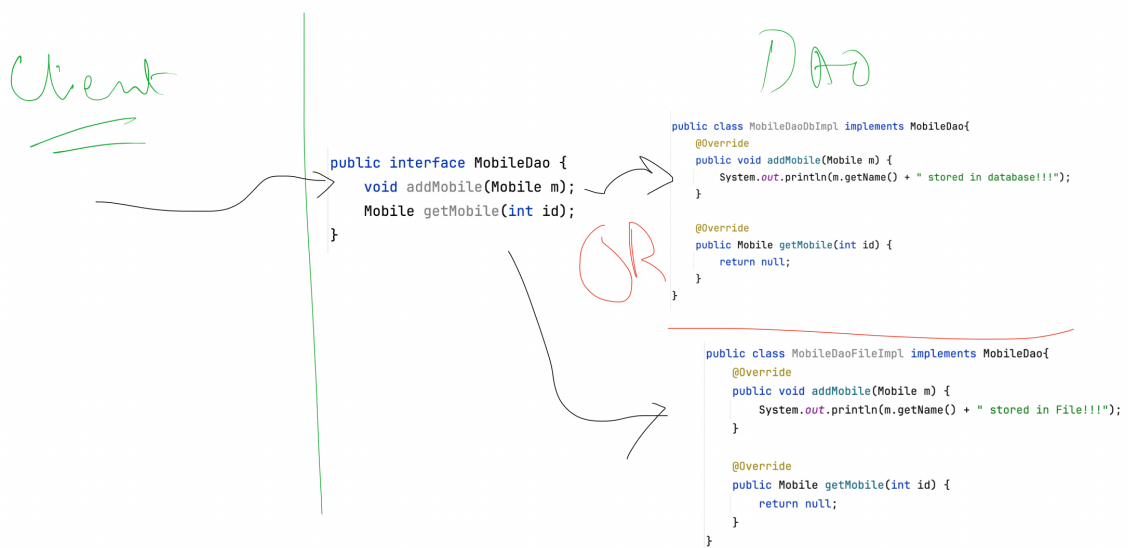 Client
DAO
public interface MobileDao {
    void addMobile(Mobile m);
    Mobile getMobile(int id);
}
OR
public class MobileDaoDbImpl implements MobileDao{
    @Override
    public void addMobile(Mobile m) {
        System.out.println(m.getName() + " stored in database!!!");
    }
    @Override
    public Mobile getMobile(int id) {
        return null;
    }
}
public class MobileDaoFileImpl implements MobileDao{
    @Override
    public void addMobile(Mobile m) {
        System.out.println(m.getName() + " stored in File!!!");
    }
    @Override
    public Mobile getMobile(int id) {
        return null;
    }
}